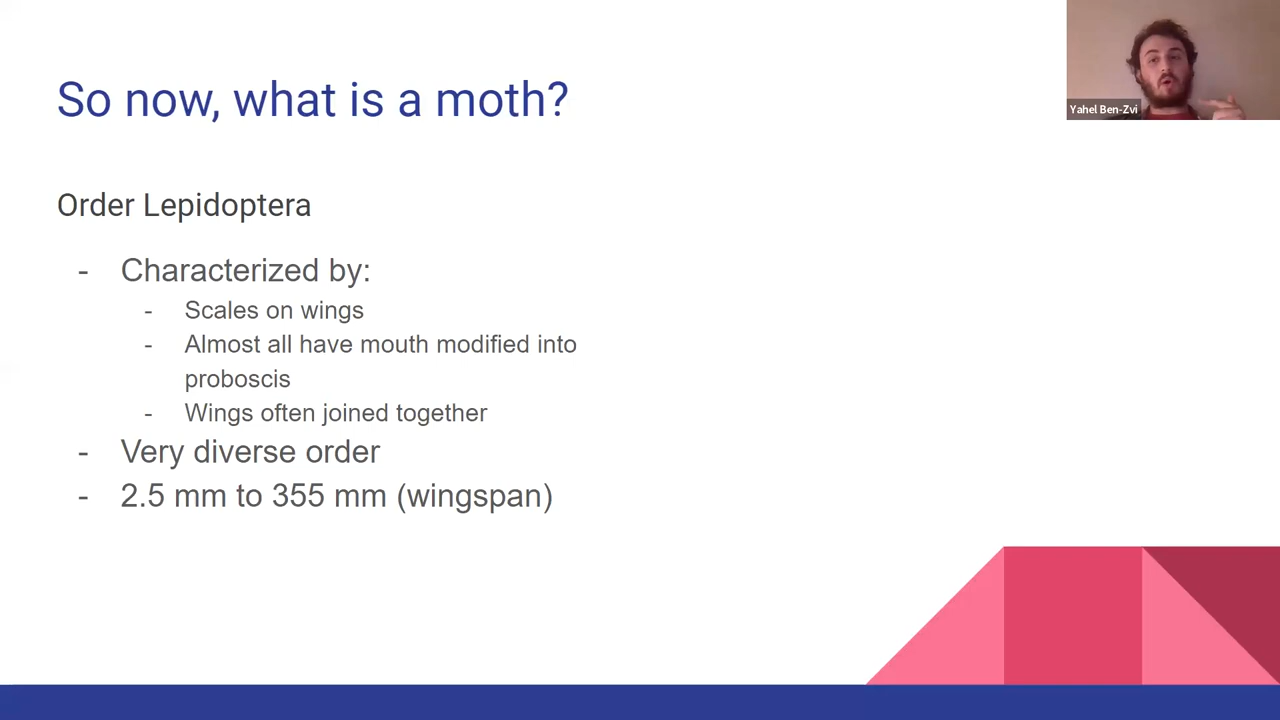 So now, what is a moth?
Yahel Ben-Zvi
Order Lepidoptera
- Characterized by:
- Scales on wings
- Almost all have mouth modified into
proboscis
- Wings often joined together
- Very diverse order
- 2.5 mm to 355 mm (wingspan)